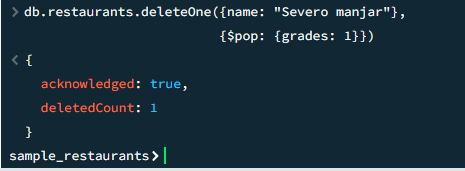 > db.restaurants.deleteOne({name: "Severo manjar"},
{$pop: {grades: 1}})
< {
acknowledged: true,
deletedCount: 1
}
sample_restaurants>